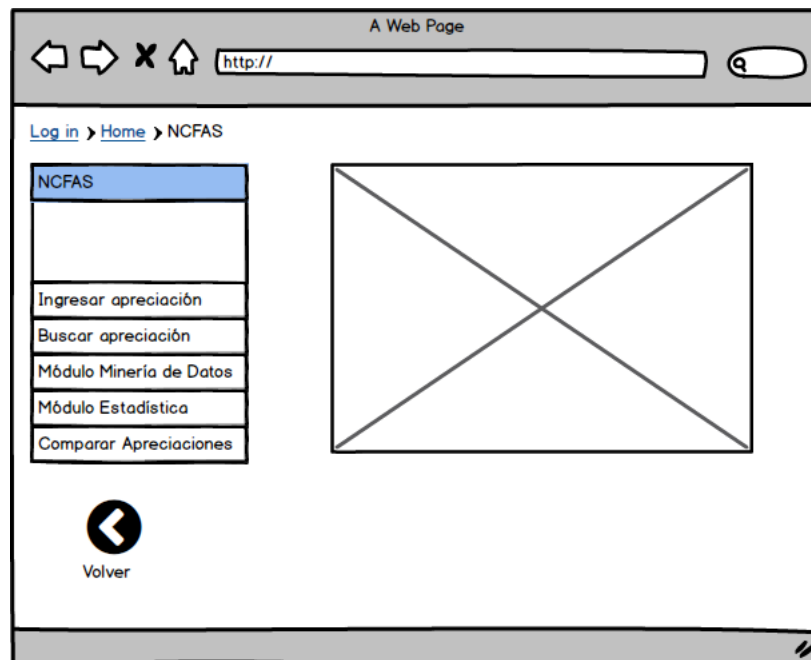 A Web Page
http://
Log in > Home > NCFAS
NCFAS
Ingresar apreciación
Buscar apreciación
Módulo Minería de Datos
Módulo Estadística
Comparar Apreciaciones
Volver